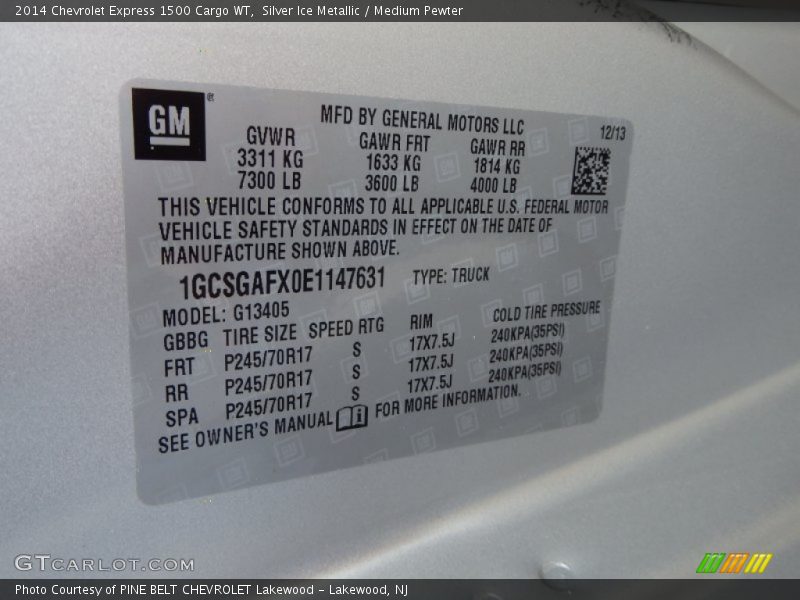 2014 Chevrolet Express 1500 Cargo WT, Silver Ice Metallic / Medium Pewter
GM®
MFD BY GENERAL MOTORS LLC
12/13
GVWR GAWR FRT GAWR RR
3311 KG 1633 KG 1814 KG
7300 LB 3600 LB 4000 LB
THIS VEHICLE CONFORMS TO ALL APPLICABLE U.S. FEDERAL MOTOR
VEHICLE SAFETY STANDARDS IN EFFECT ON THE DATE OF
MANUFACTURE SHOWN ABOVE.
1GCSGAFX0E1147631 TYPE: TRUCK
MODEL: G13405
GBBG TIRE SIZE SPEED RTG RIM COLD TIRE PRESSURE
FRT P245/70R17 S 17X7.5J 240KPA(35PSI)
RR P245/70R17 S 17X7.5J 240KPA(35PSI)
SPA P245/70R17 S 17X7.5J 240KPA(35PSI)
SEE OWNER'S MANUAL i FOR MORE INFORMATION.
GTCARLOT.COM
Photo Courtesy of PINE BELT CHEVROLET Lakewood - Lakewood, NJ